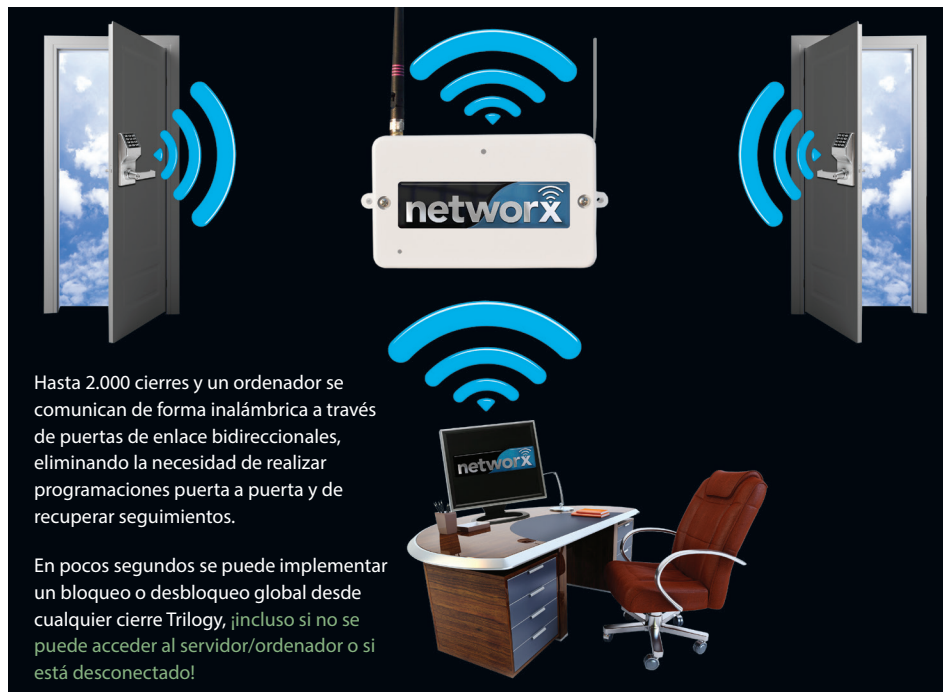 networx
networx
Hasta 2.000 cierres y un ordenador se
comunican de forma inalámbrica a través
de puertas de enlace bidireccionales,
eliminando la necesidad de realizar
programaciones puerta a puerta y de
recuperar seguimientos.
En pocos segundos se puede implementar
un bloqueo o desbloqueo global desde
cualquier cierre Trilogy, ¡incluso si no se
puede acceder al servidor/ordenador o si
está desconectado!